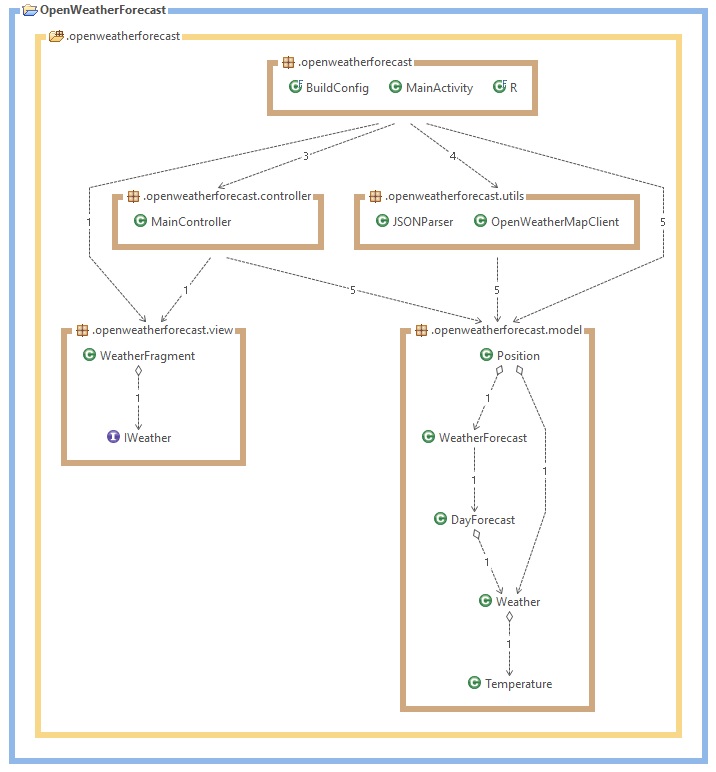 OpenWeatherForecast
.openweatherforecast
.openweatherforecast
BuildConfig MainActivity R
3 4
.openweatherforecast.controller .openweatherforecast.utils
1 MainController JSONParser OpenWeatherMapClient 5
1 5 5
.openweatherforecast.view .openweatherforecast.model
WeatherFragment Position
1 1
IWeather WeatherForecast
1 1
DayForecast
1
Weather
1
Temperature